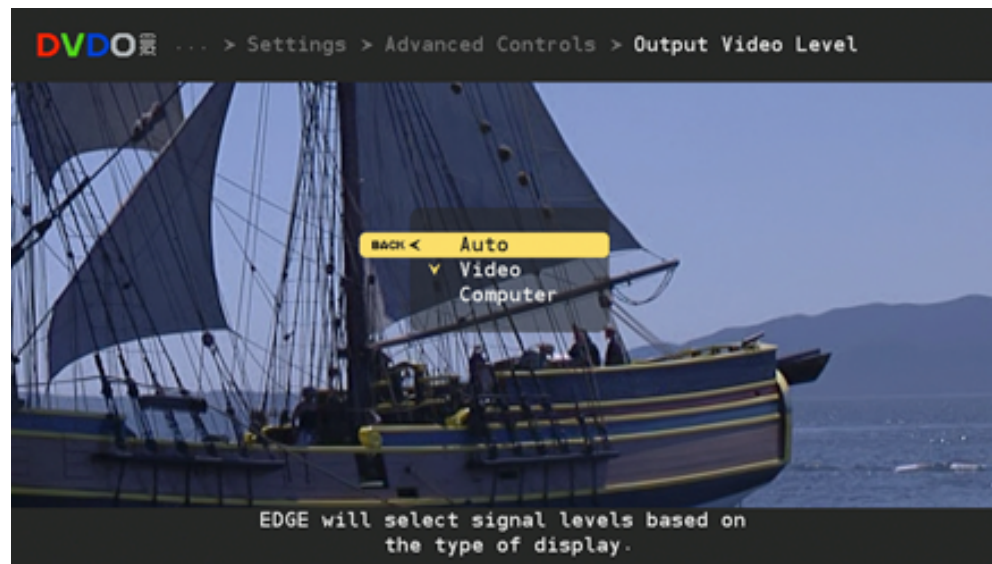 DVDO ... > Settings > Advanced Controls > Output Video Level
BACK < Auto
Video
Computer
EDGE will select signal levels based on
the type of display.